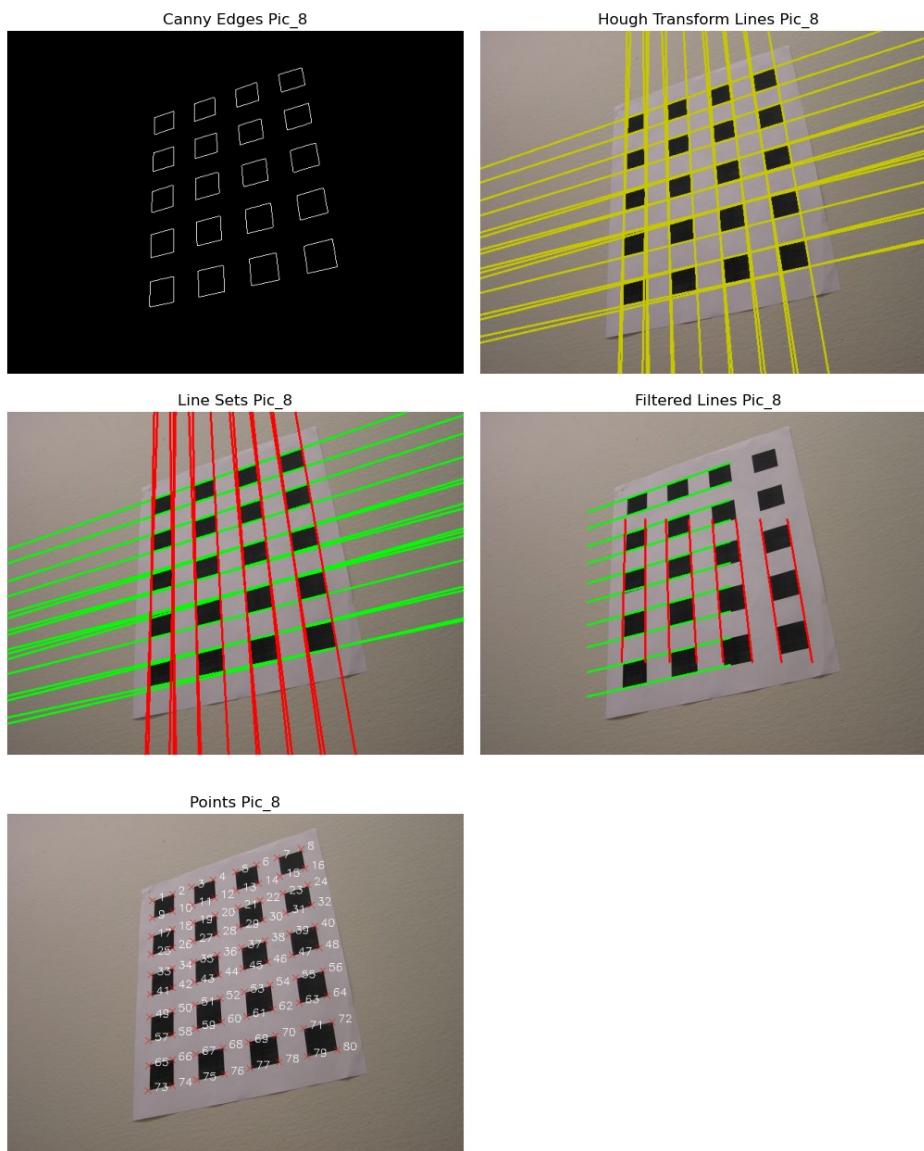 Canny Edges Pic_8
Hough Transform Lines Pic_8
Line Sets Pic_8
Filtered Lines Pic_8
Points Pic_8
1 2 3 4 5 6 7 8
9 10 11 12 13 14 15 16
17 18 19 20 21 22 23 24
25 26 27 28 29 30 31 32
33 34 35 36 37 38 39 40
41 42 43 44 45 46 47 48
49 50 51 52 53 54 55 56
57 58 59 60 61 62 63 64
65 66 67 68 69 70 71 72
73 74 75 76 77 78 79 80